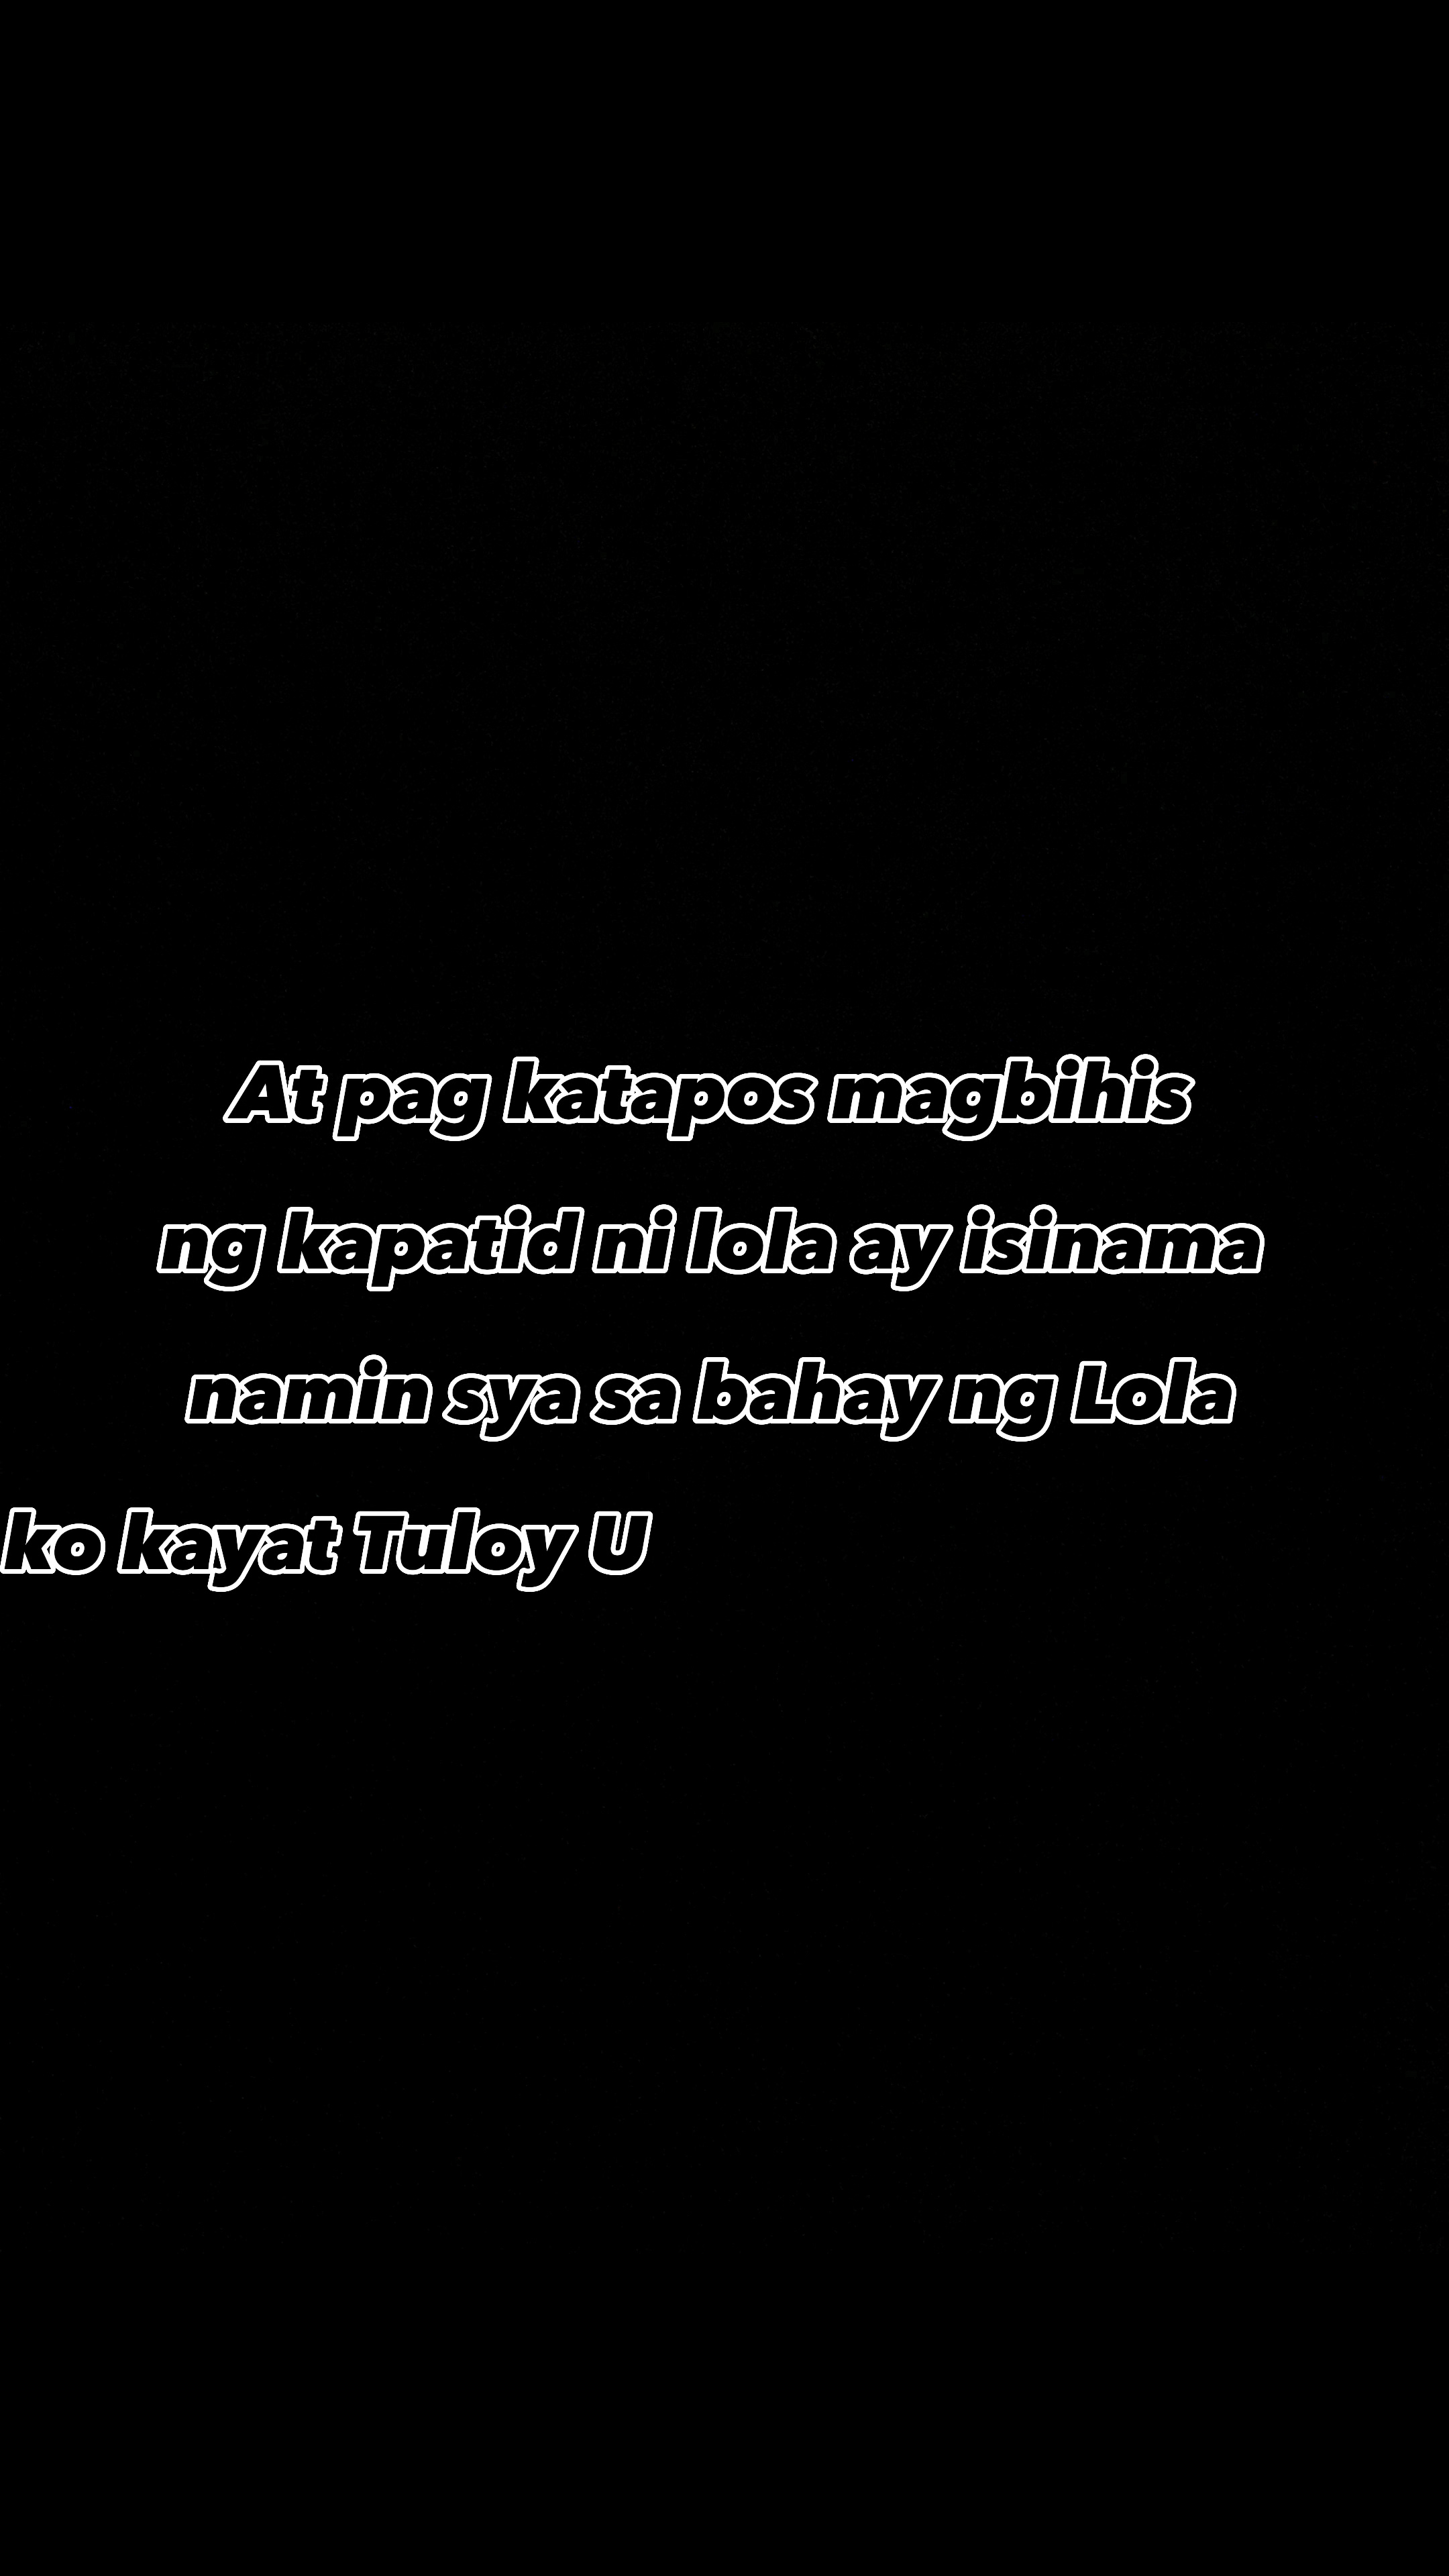 At pag katapos magbihis
ng kapatid ni lola ay isinama
namin sya sa bahay ng Lola
ko kayat Tuloy U